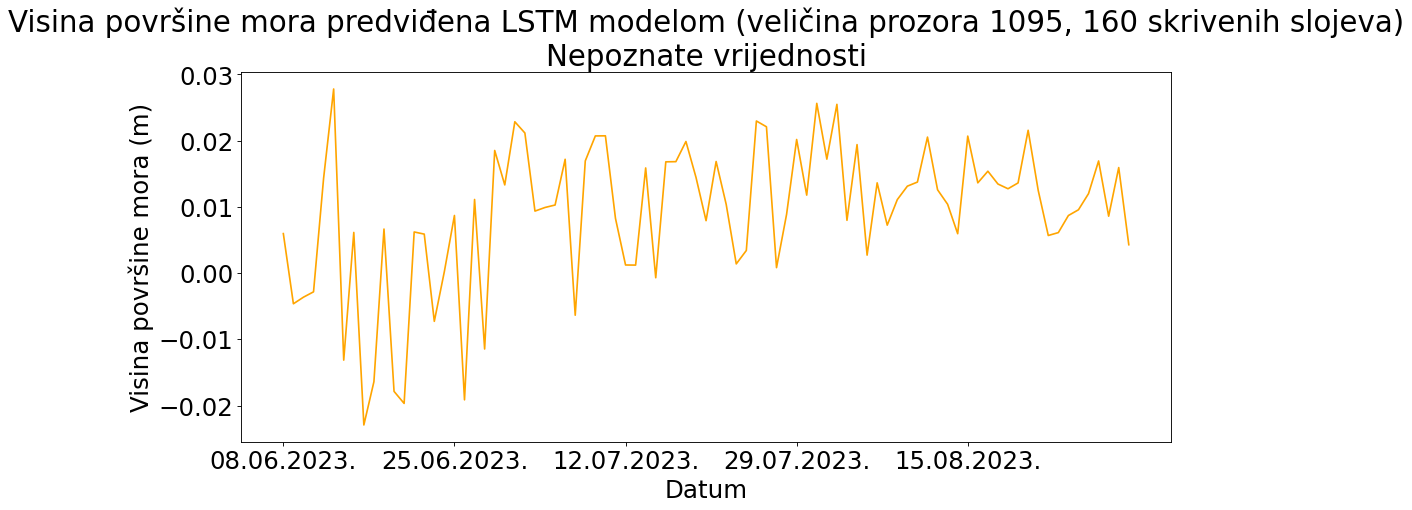 Visina površine mora predviđena LSTM modelom (veličina prozora 1095, 160 skrivenih slojeva)
Nepoznate vrijednosti
Visina površine mora (m)
0.03
0.02
0.01
0.00
−0.01
−0.02
08.06.2023. 25.06.2023. 12.07.2023. 29.07.2023. 15.08.2023.
Datum